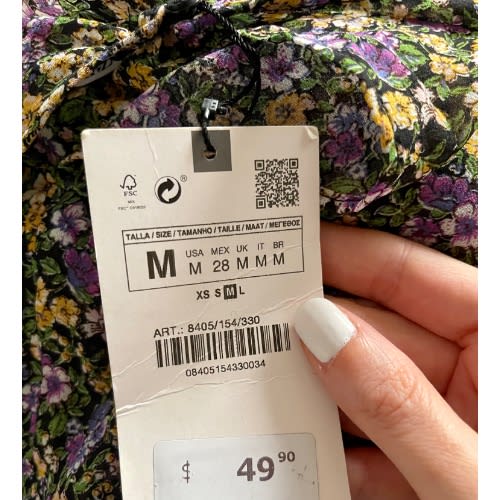 FSC
TALLA / SIZE / TAMANHO / TAILLE / MAAT / ΜΕΓΕΘΟΣ
M USA MEX UK IT BR
M 28 M M M
XS S M L
ART.: 8405/154/330
08405154330034
$ 49 90